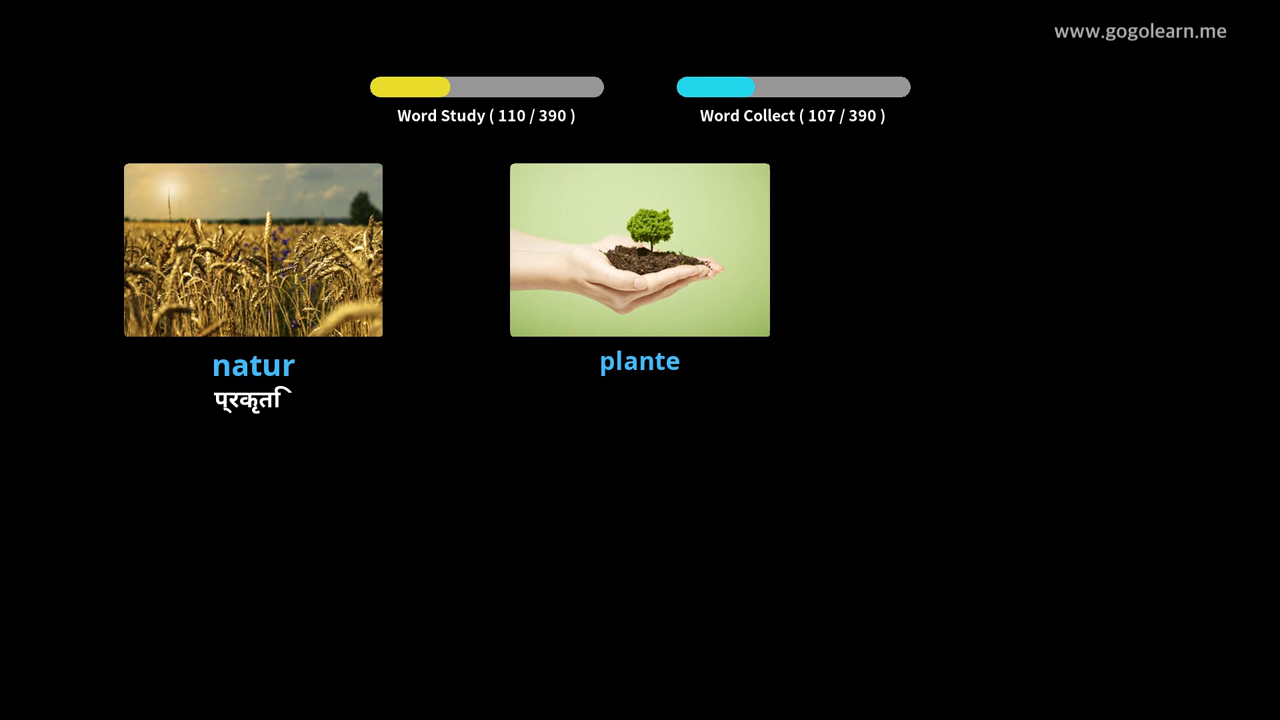 www.gogolearn.me
Word Study ( 110 / 390 )
Word Collect ( 107 / 390 )
natur
plante
प्रकृति